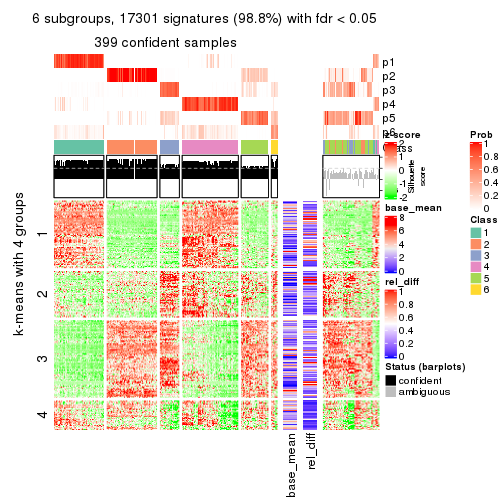 6 subgroups, 17301 signatures (98.8%) with fdr < 0.05
399 confident samples
p1
p2
p3
p4
p5
p6
Class
Silhouette
score
k-means with 4 groups
1
2
3
4
base_mean
rel_diff
z-score
2
1
0
-1
-2
base_mean
8
6
4
2
0
rel_diff
1
0.8
0.6
0.4
0.2
0
Status (barplots)
confident
ambiguous
Prob
1
0.8
0.6
0.4
0.2
0
Class
1
2
3
4
5
6